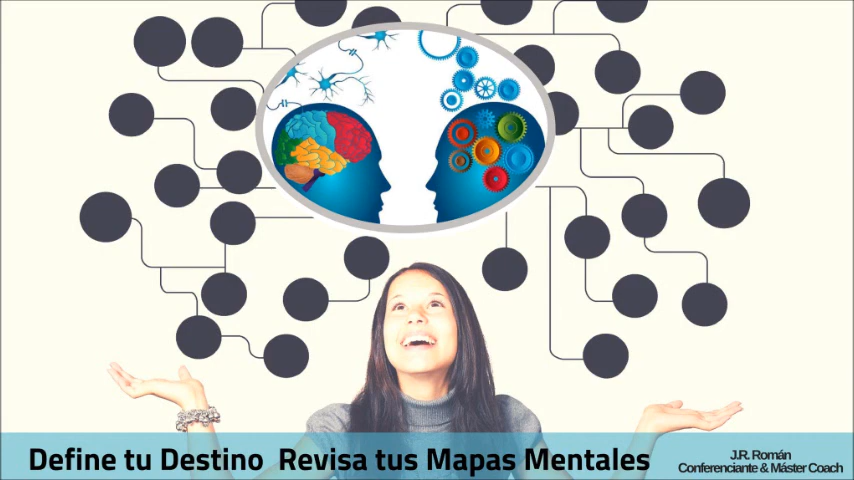 Define tu Destino Revisa tus Mapas Mentales
J.R. Román
Conferenciante & Máster Coach